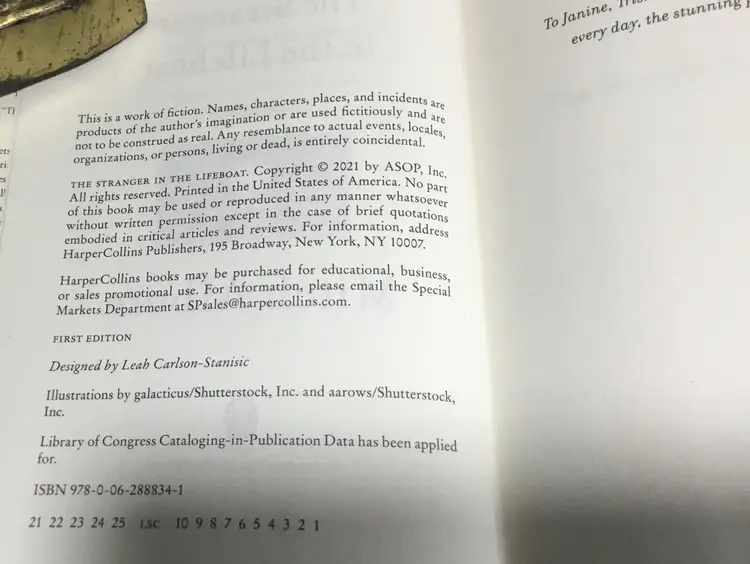 This is a work of fiction. Names, characters, places, and incidents are
products of the author's imagination or are used fictitiously and are
not to be construed as real. Any resemblance to actual events, locales,
organizations, or persons, living or dead, is entirely coincidental.
THE STRANGER IN THE LIFEBOAT. Copyright © 2021 by ASOP, Inc.
All rights reserved. Printed in the United States of America. No part
of this book may be used or reproduced in any manner whatsoever
without written permission except in the case of brief quotations
embodied in critical articles and reviews. For information, address
HarperCollins Publishers, 195 Broadway, New York, NY 10007.
HarperCollins books may be purchased for educational, business,
or sales promotional use. For information, please email the Special
Markets Department at SPsales@harpercollins.com.
FIRST EDITION
Designed by Leah Carlson-Stanisic
Illustrations by galacticus/Shutterstock, Inc. and aarows/Shutterstock,
Inc.
Library of Congress Cataloging-in-Publication Data has been applied
for.
ISBN 978-0-06-288834-1
21 22 23 24 25 LSC 10 9 8 7 6 5 4 3 2 1
To Janine,
every day, the stunning